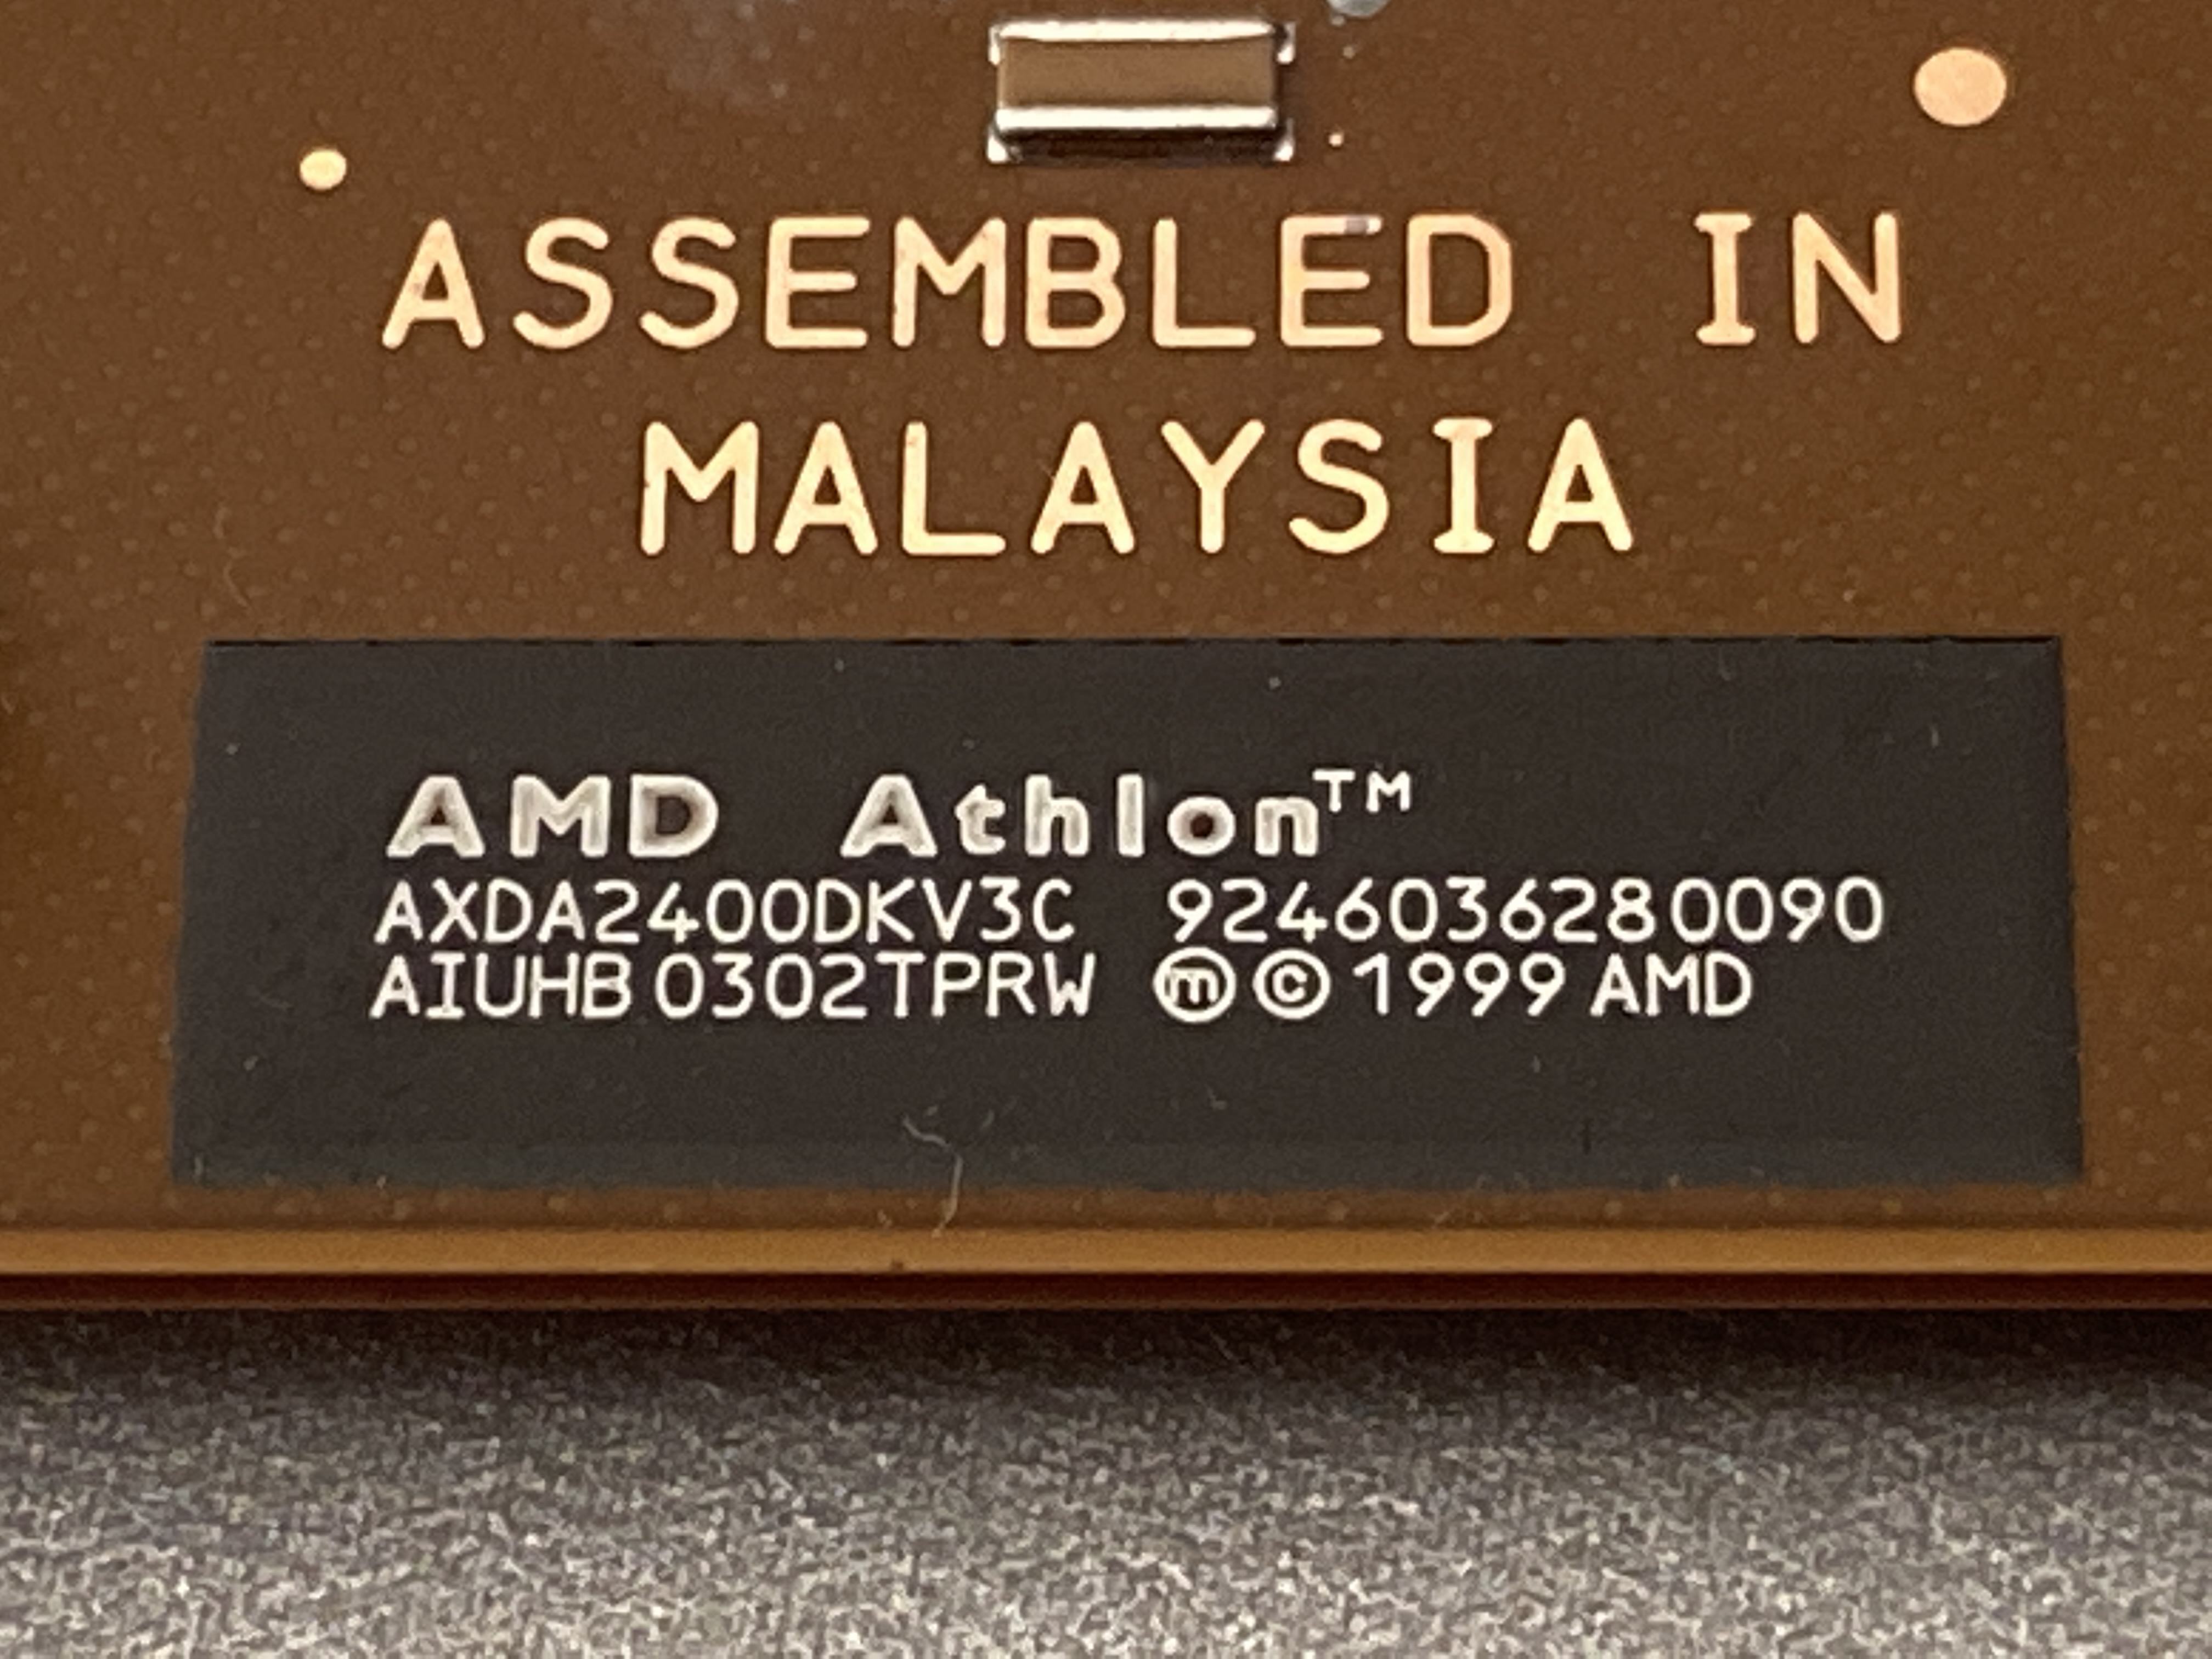 ASSEMBLED IN
MALAYSIA
AMD Athlon™
AXDA2400DKV3C 9246036280090
AIUHB 0302TPRW ⓜ © 1999 AMD